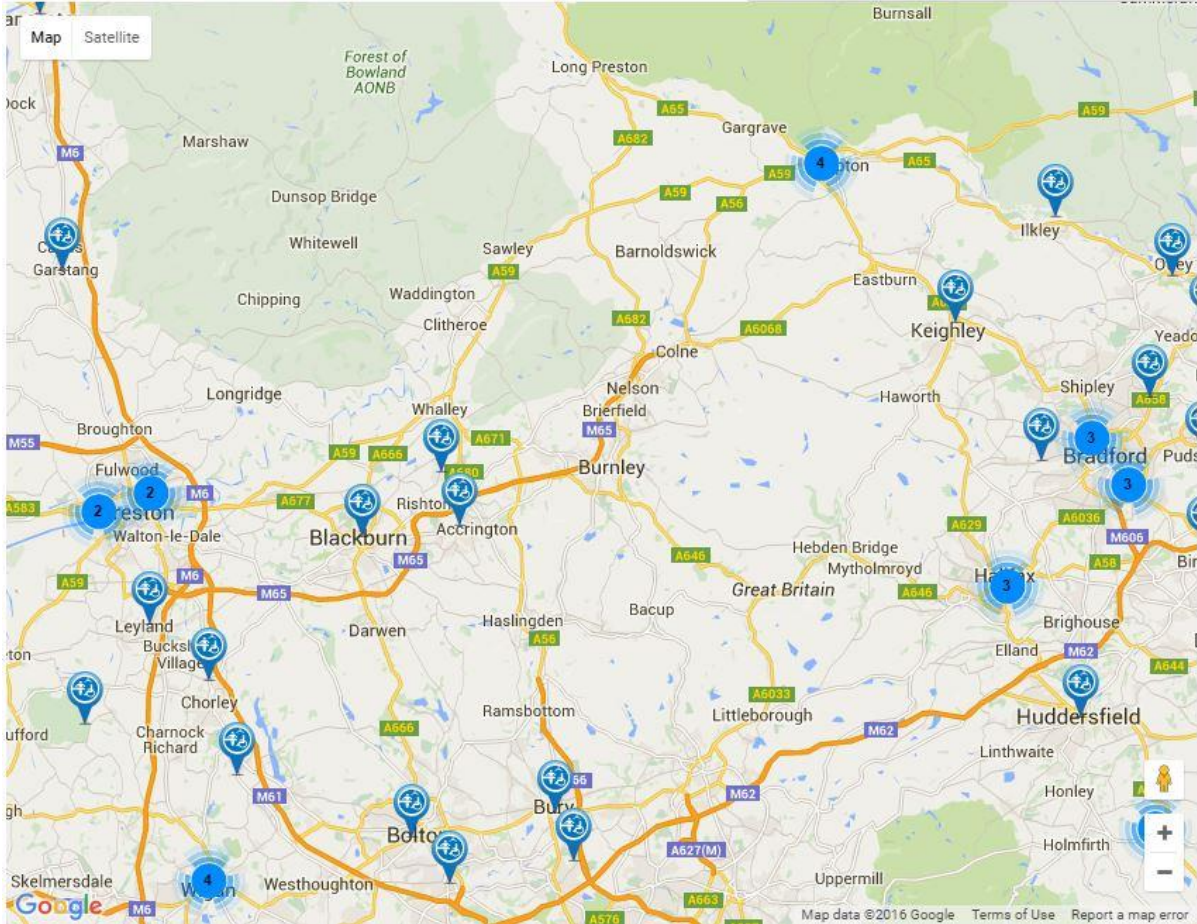 Burnsall
Map Satellite
Forest of
Bowland
AONB
Long Preston
A65
A59
Gargrave
Marshaw
M6
A682
4
A59
A65
Dunsop Bridge
A59
A56
Ilkley
Whitewell
Sawley
Barnoldswick
Garstang
A59
Eastburn
Chipping
Waddington
Clitheroe
A682
A6068
Keighley
Colne
Nelson
Shipley
Longridge
Haworth
A658
Whalley
Brierfield
Broughton
M55
A59
A666
A671
M65
3
Bradford
Fulwood
A680
Burnley
2
M6
A677
3
A583
2
Walton-le-Dale
Blackburn
Accrington
A629
A6036
M606
M65
A646
Hebden Bridge
Mytholmroyd
A58
A59
M6
M65
Great Britain
A646
3
Leyland
Darwen
Haslingden
Bacup
Brighouse
A56
Elland
M62
A644
Village
Chorley
A6033
Ramsbottom
Littleborough
Huddersfield
Charnock
Richard
A666
M62
Linthwaite
M61
M62
Honley
Bury
A627(M)
Holmfirth
Skelmersdale
4
Westhoughton
Uppermill
Google
M6
A576
A663
Map data ©2016 Google Terms of Use Report a map error